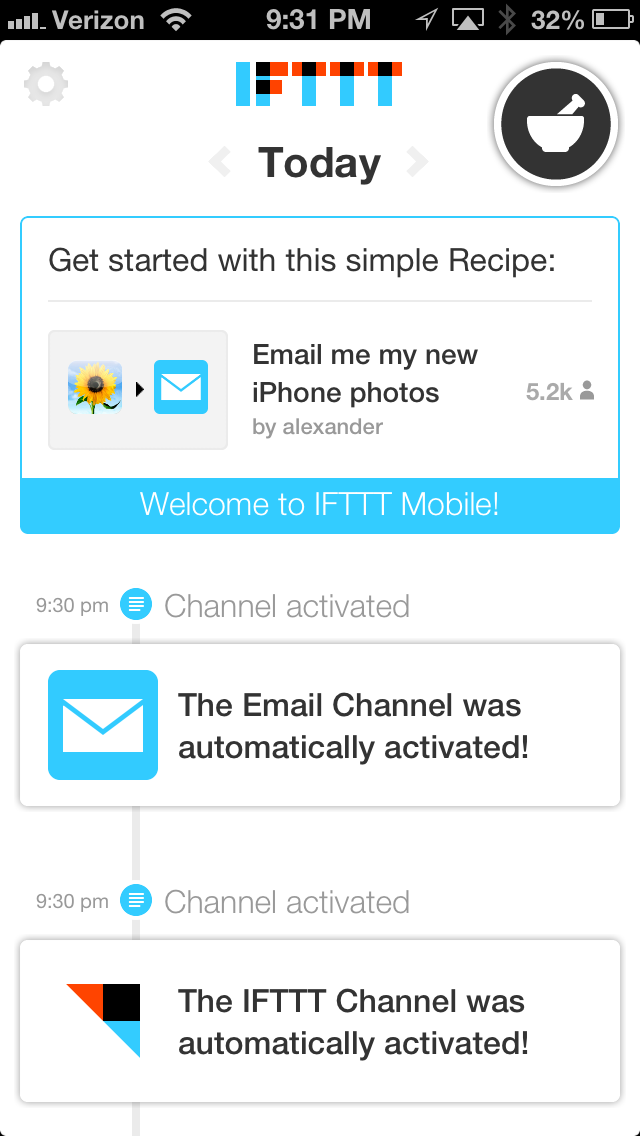 Verizon 9:31 PM 32%
IFTTT
Today
Get started with this simple Recipe:
Email me my new
iPhone photos
5.2k
by alexander
Welcome to IFTTT Mobile!
9:30 pm Channel activated
The Email Channel was
automatically activated!
9:30 pm Channel activated
The IFTTT Channel was
automatically activated!